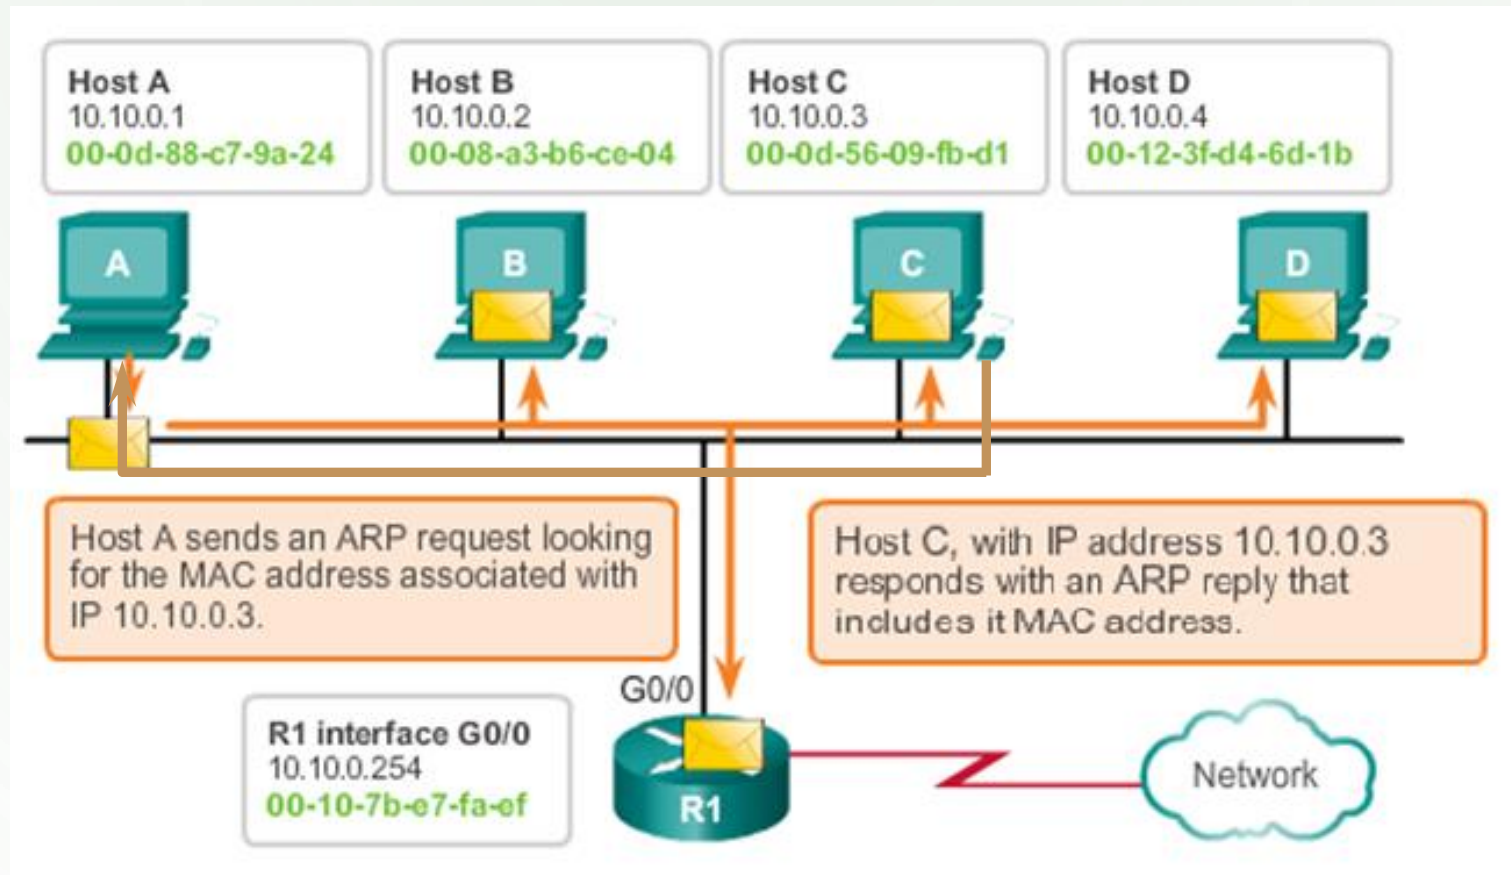 Host A
10.10.0.1
00-0d-88-c7-9a-24
Host B
10.10.0.2
00-08-a3-b6-ce-04
Host C
10.10.0.3
00-0d-56-09-fb-d1
Host D
10.10.0.4
00-12-3f-d4-6d-1b
A
B
C
D
Host A sends an ARP request looking
for the MAC address associated with
IP 10.10.0.3.
Host C, with IP address 10.10.0.3
responds with an ARP reply that
includes it MAC address.
G0/0
R1 interface G0/0
10.10.0.254
00-10-7b-e7-fa-ef
R1
Network